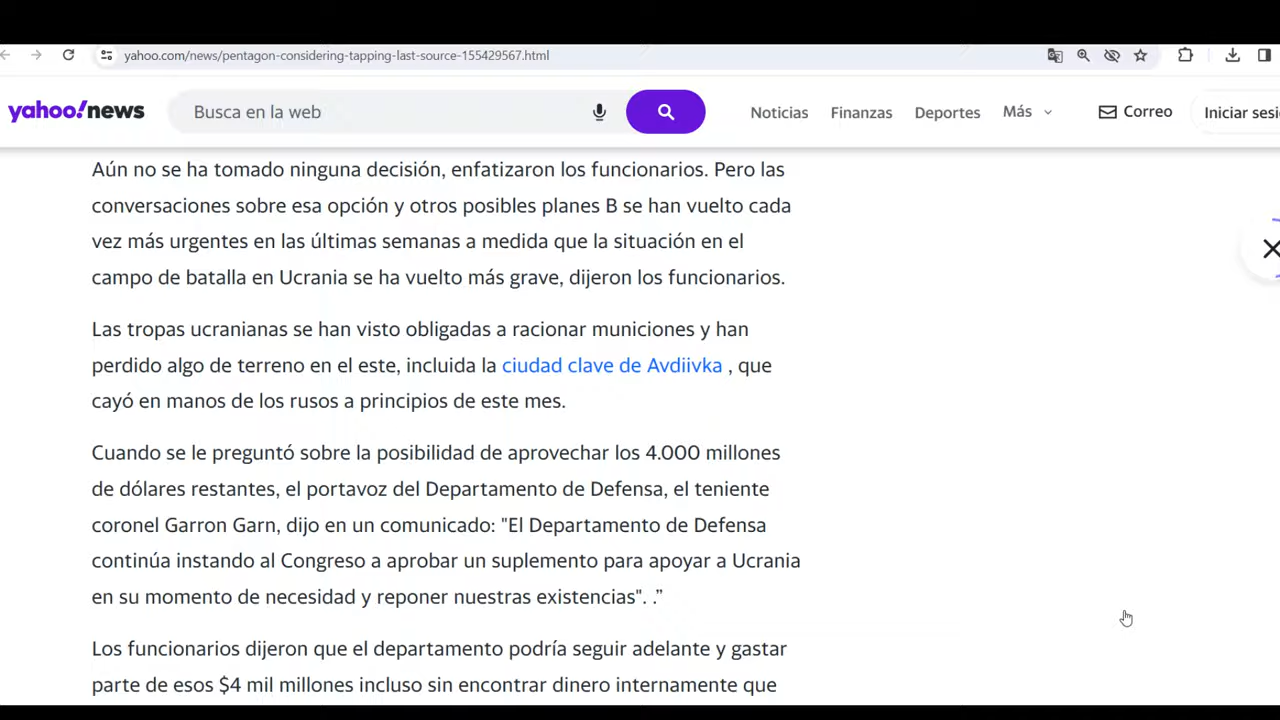 yahoo.com/news/pentagon-considering-tapping-last-source-155429567.html
yahoo!news
Busca en la web
Noticias
Finanzas
Deportes
Más
Correo
Iniciar sesi
Aún no se ha tomado ninguna decisión, enfatizaron los funcionarios. Pero las
conversaciones sobre esa opción y otros posibles planes B se han vuelto cada
vez más urgentes en las últimas semanas a medida que la situación en el
campo de batalla en Ucrania se ha vuelto más grave, dijeron los funcionarios.
Las tropas ucranianas se han visto obligadas a racionar municiones y han
perdido algo de terreno en el este, incluida la ciudad clave de Avdiivka , que
cayó en manos de los rusos a principios de este mes.
Cuando se le preguntó sobre la posibilidad de aprovechar los 4.000 millones
de dólares restantes, el portavoz del Departamento de Defensa, el teniente
coronel Garron Garn, dijo en un comunicado: "El Departamento de Defensa
continúa instando al Congreso a aprobar un suplemento para apoyar a Ucrania
en su momento de necesidad y reponer nuestras existencias". .”
Los funcionarios dijeron que el departamento podría seguir adelante y gastar
parte de esos $4 mil millones incluso sin encontrar dinero internamente que